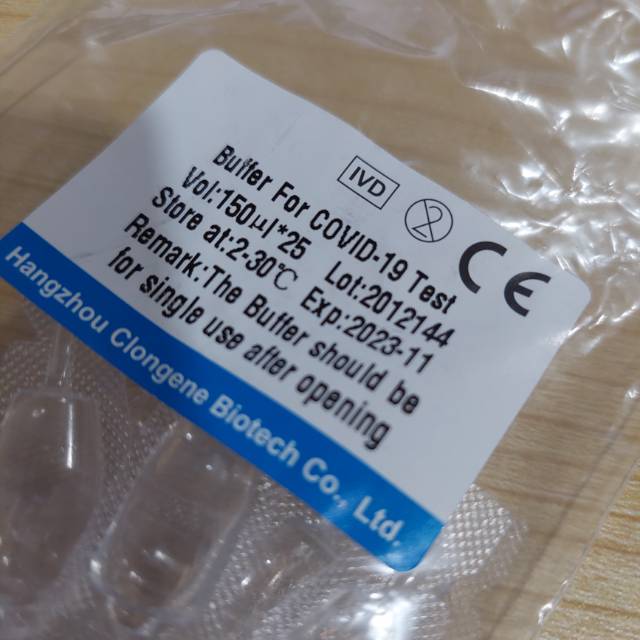 IVD
2
CE
Buffer For COVID-19 Test
Vol:150μl*25 Lot:2012144
Store at:2-30℃ Exp:2023-11
Remark:The Buffer should be
for single use after opening
Hangzhou Clongene Biotech Co., Ltd.